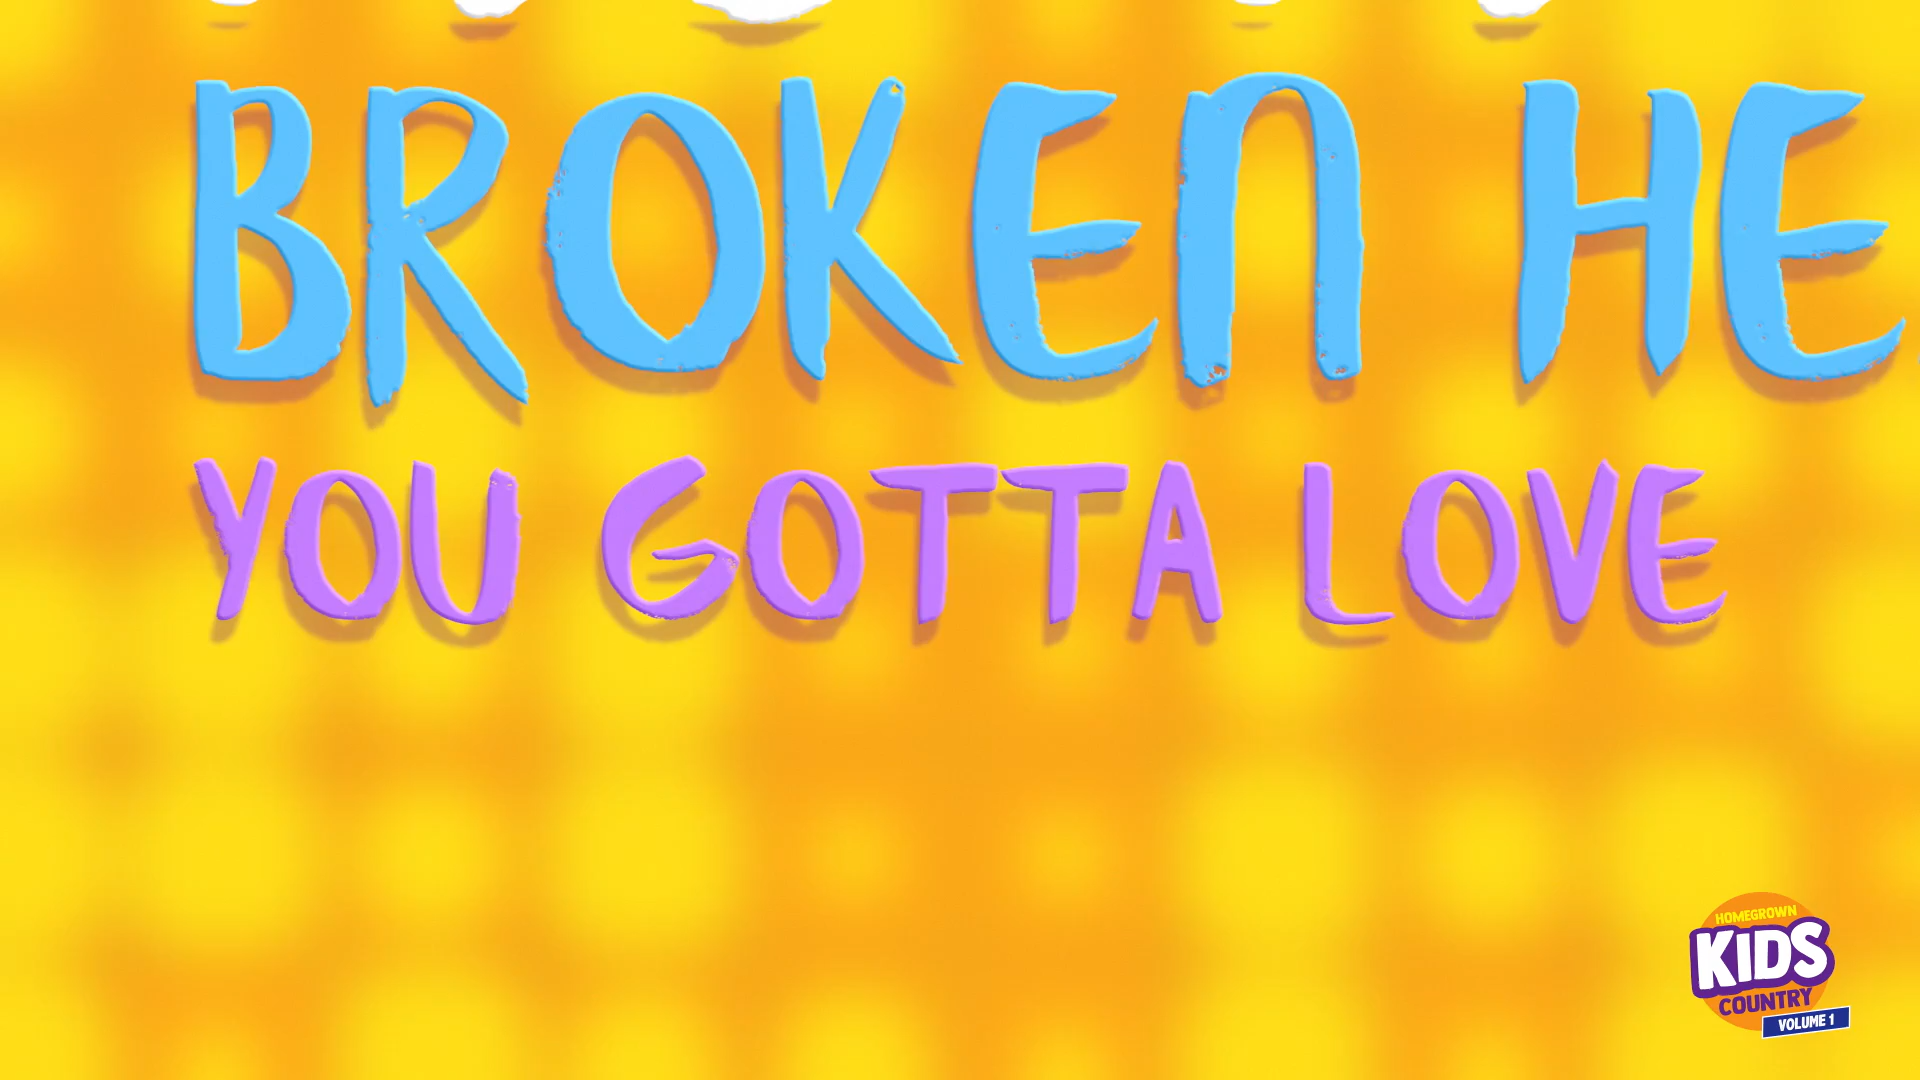 BROKEN HE
YOU GOTTA LOVE
HOMEGROWN
KIDS
COUNTRY
VOLUME 1